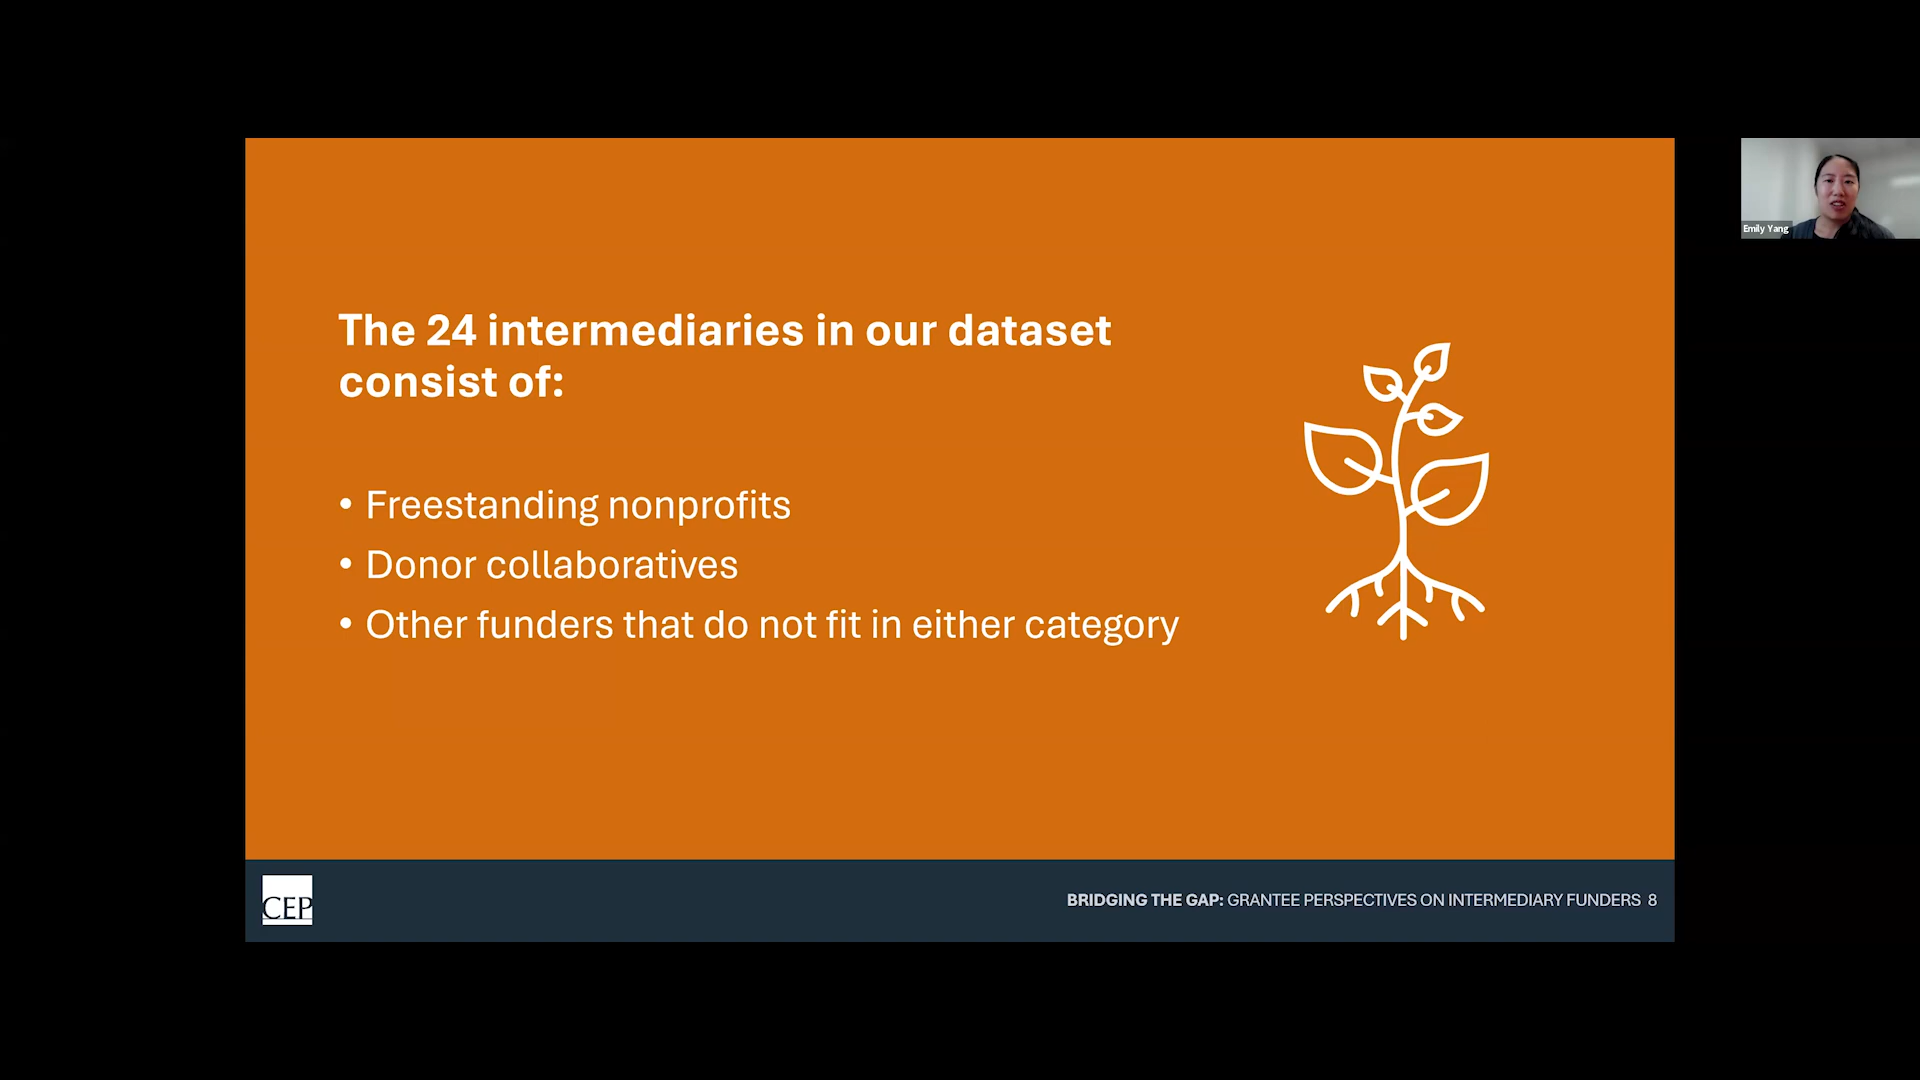 The 24 intermediaries in our dataset
consist of:
• Freestanding nonprofits
• Donor collaboratives
• Other funders that do not fit in either category
Emily Yang
CEP
BRIDGING THE GAP: GRANTEE PERSPECTIVES ON INTERMEDIARY FUNDERS 8